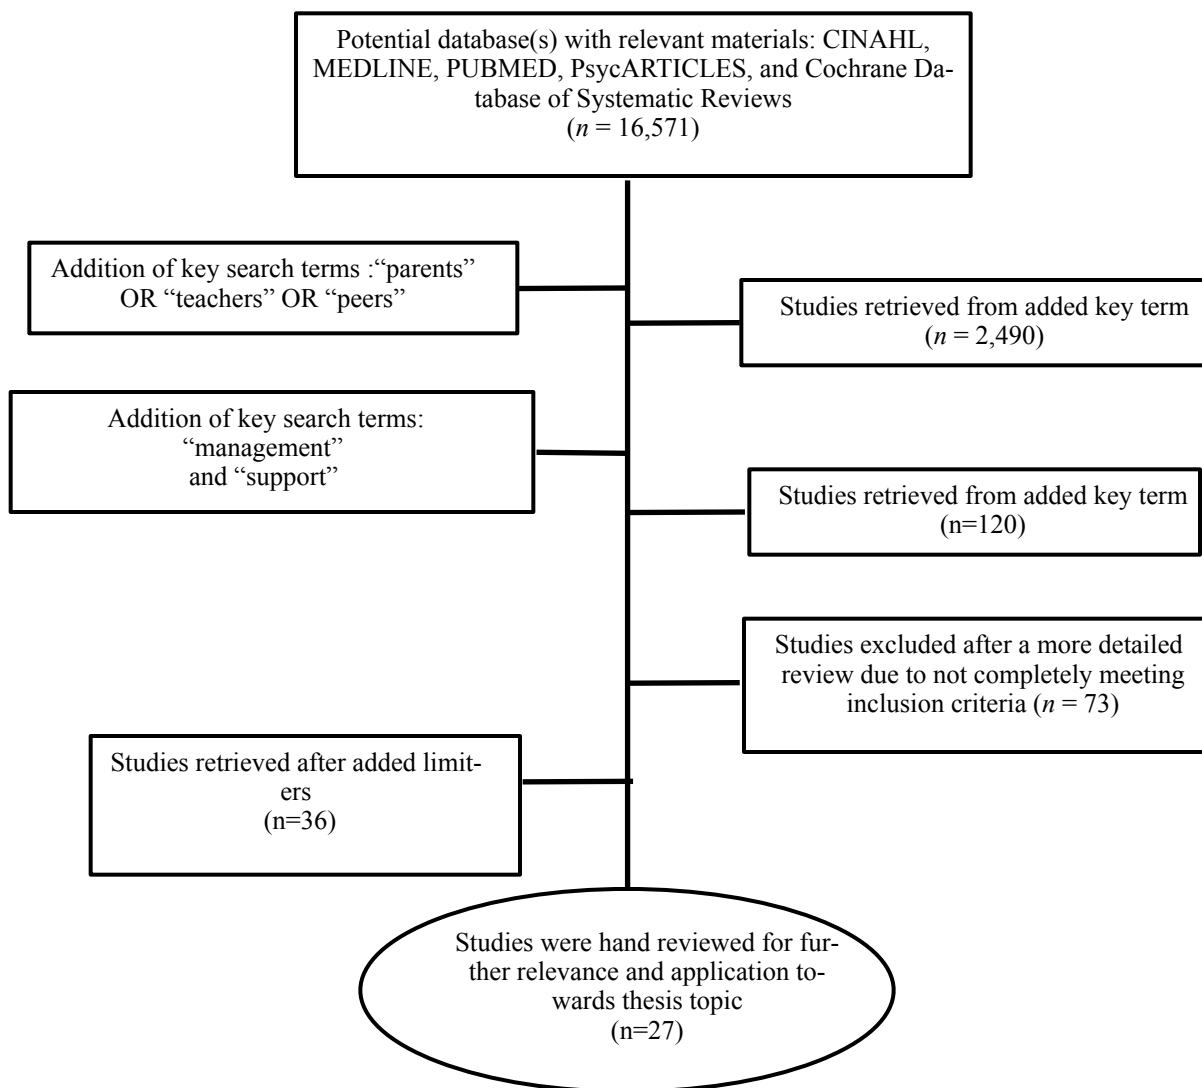 Potential database(s) with relevant materials: CINAHL,
MEDLINE, PUBMED, PsycARTICLES, and Cochrane Da-
tabase of Systematic Reviews
(n = 16,571)
Addition of key search terms :“parents”
OR “teachers” OR “peers”
Studies retrieved from added key term
(n = 2,490)
Addition of key search terms:
“management”
and “support”
Studies retrieved from added key term
(n=120)
Studies excluded after a more detailed
review due to not completely meeting
inclusion criteria (n = 73)
Studies retrieved after added limit-
ers
(n=36)
Studies were hand reviewed for fur-
ther relevance and application to-
wards thesis topic
(n=27)